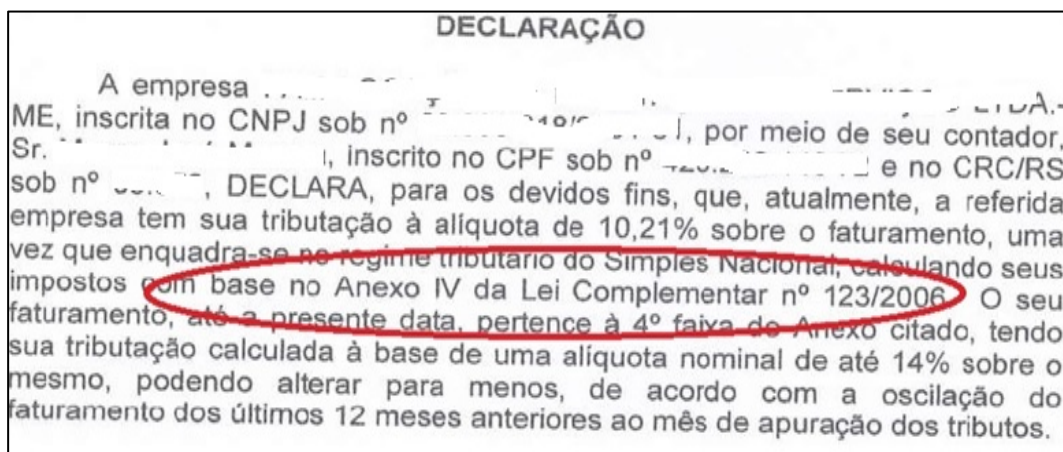 DECLARAÇÃO
A empresa LTDA.-
ME, inscrita no CNPJ sob nº , por meio de seu contador,
Sr. , inscrito no CPF sob nº e no CRC/RS
sob nº , DECLARA, para os devidos fins, que, atualmente, a referida
empresa tem sua tributação à alíquota de 10,21% sobre o faturamento, uma
vez que enquadra-se no regime tributário do Simples Nacional, calculando seus
impostos com base no Anexo IV da Lei Complementar nº 123/2006 O seu
faturamento, até a presente data, pertence à 4º faixa do Anexo citado, tendo
sua tributação calculada à base de uma alíquota nominal de até 14% sobre o
mesmo, podendo alterar para menos, de acordo com a oscilação do
faturamento dos últimos 12 meses anteriores ao mês de apuração dos tributos.